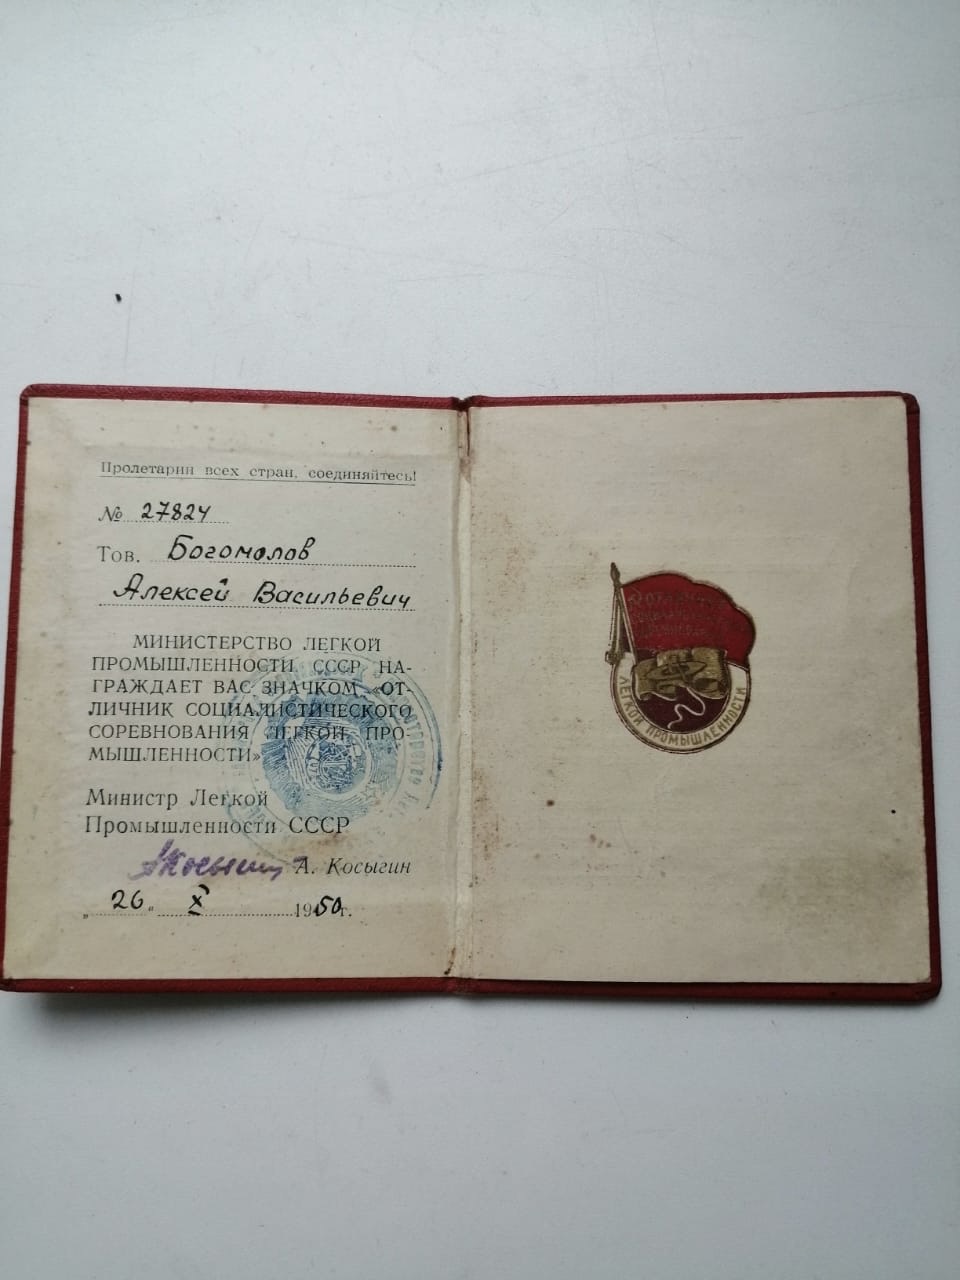 Пролетарии всех стран, соединяйтесь!
№ 27824
Тов. Богомолов
Алексей Васильевич
МИНИСТЕРСТВО ЛЕГКОЙ
ПРОМЫШЛЕННОСТИ СССР НА-
ГРАЖДАЕТ ВАС ЗНАЧКОМ «ОТ-
ЛИЧНИК СОЦИАЛИСТИЧЕСКОГО
СОРЕВНОВАНИЯ ЛЕГКОЙ ПРО-
МЫШЛЕННОСТИ»
Министр Легкой
Промышленности СССР
АКосыгин А. Косыгин
„26" X 1950г.
ЛЕГКОЙ ПРОМЫШЛЕННОСТИ